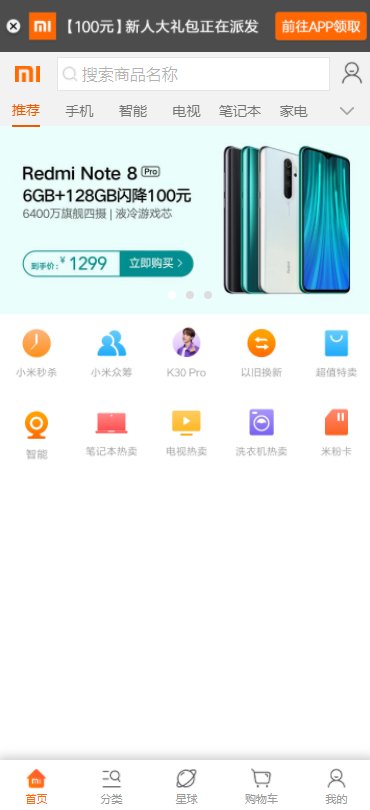 【100元】新人大礼包正在派发 前往APP领取
搜索商品名称
推荐 手机 智能 电视 笔记本 家电
Redmi Note 8 Pro
6GB+128GB闪降100元
6400万旗舰四摄 | 液冷游戏芯
到手价：¥1299 立即购买 >
小米秒杀 小米众筹 K30 Pro 以旧换新 超值特卖
智能 笔记本热卖 电视热卖 洗衣机热卖 米粉卡
首页 分类 星球 购物车 我的